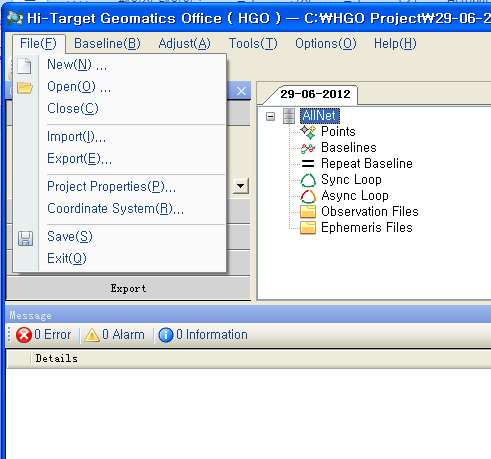 Hi-Target Geomatics Office ( HGO ) — C:₩HGO Project₩29-06-2
File(F) Baseline(B) Adjust(A) Tools(T) Options(O) Help(H)
New(N) ...
Open(O) ...
Close(C)
Import(I)...
Export(E)...
Project Properties(P)...
Coordinate System(R)...
Save(S)
Exit(Q)
Export
29-06-2012
AllNet
Points
Baselines
Repeat Baseline
Sync Loop
Async Loop
Observation Files
Ephemeris Files
Message
0 Error 0 Alarm 0 Information
Details